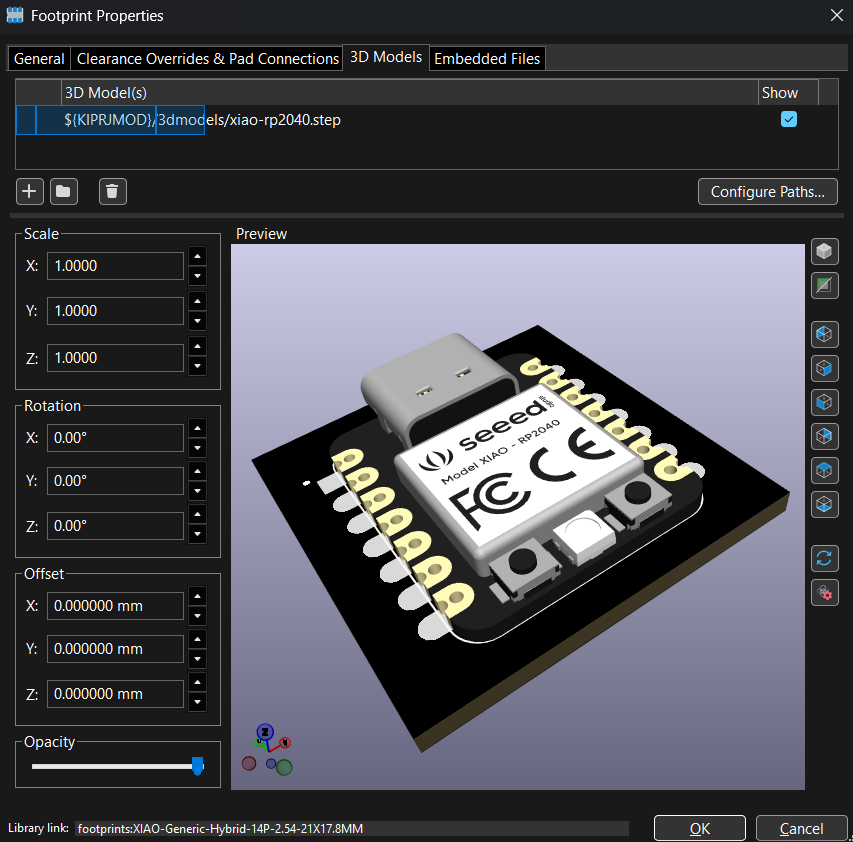 Footprint Properties
General
Clearance Overrides & Pad Connections
3D Models
Embedded Files
3D Model(s)
Show
${KIPRJMOD}/3dmodels/xiao-rp2040.step
Configure Paths...
Scale
X: 1.0000
Y: 1.0000
Z: 1.0000
Rotation
X: 0.00°
Y: 0.00°
Z: 0.00°
Offset
X: 0.000000 mm
Y: 0.000000 mm
Z: 0.000000 mm
Opacity
Preview
seeed studio
Model XIAO - RP2040
FCC CE
Z
Library link: footprints:XIAO-Generic-Hybrid-14P-2.54-21X17.8MM
OK
Cancel